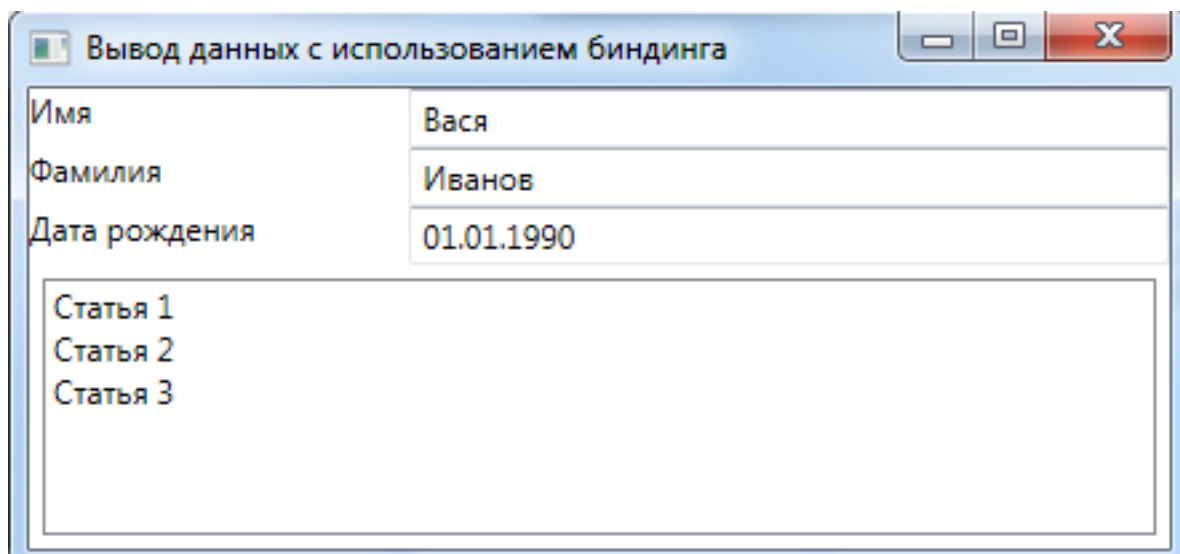 Вывод данных с использованием биндинга
Имя Вася
Фамилия Иванов
Дата рождения 01.01.1990
Статья 1
Статья 2
Статья 3